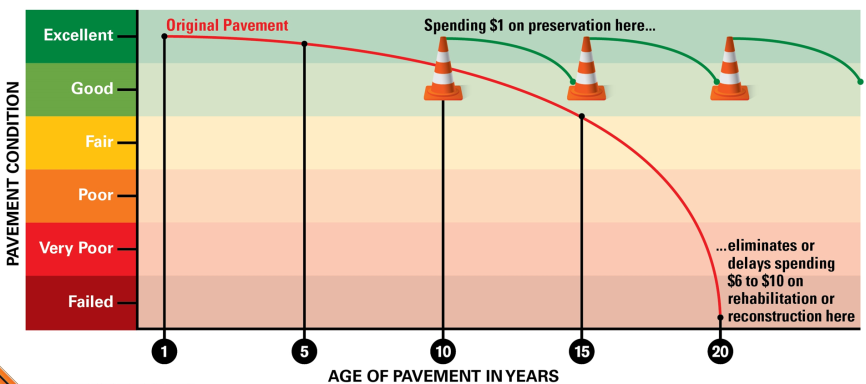 Original Pavement
Spending $1 on preservation here...
PAVEMENT CONDITION
Excellent
Good
Fair
Poor
Very Poor
Failed
...eliminates or
delays spending
$6 to $10 on
rehabilitation or
reconstruction here
1
5
10
15
20
AGE OF PAVEMENT IN YEARS